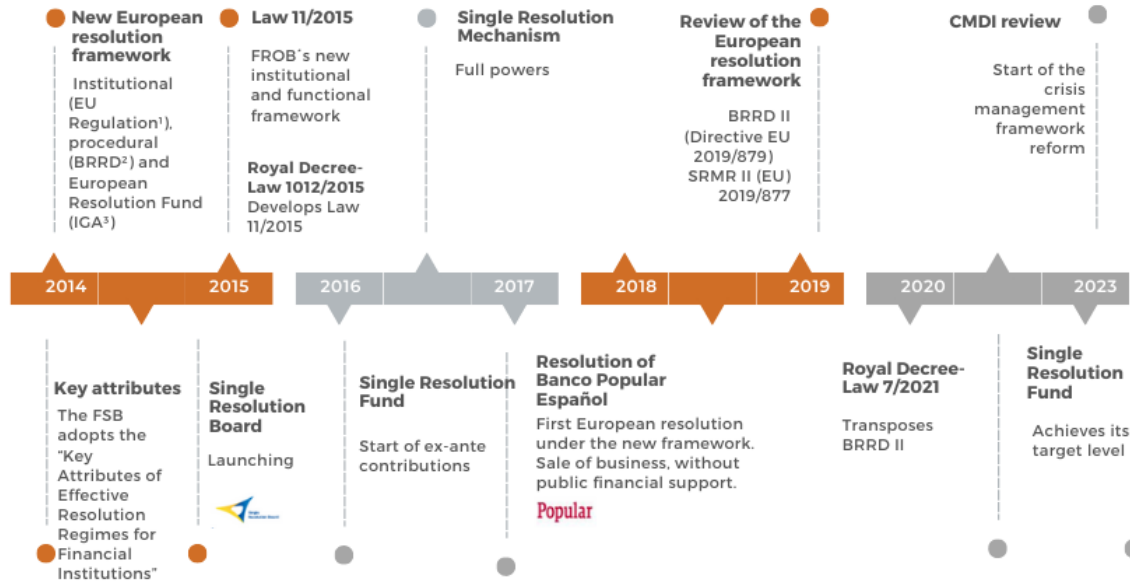 New European
resolution
framework
Institutional
(EU
Regulation¹),
procedural
(BRRD²) and
European
Resolution Fund
(IGA³)
Law 11/2015
FROB´s new
institutional
and functional
framework
Royal Decree-
Law 1012/2015
Develops Law
11/2015
Single Resolution
Mechanism
Full powers
Review of the
European
resolution
framework
BRRD II
(Directive EU
2019/879)
SRMR II (EU)
2019/877
CMDI review
Start of the
crisis
management
framework
reform
2014
2015
2016
2017
2018
2019
2020
2023
Key attributes
The FSB
adopts the
"Key
Attributes of
Effective
Resolution
Regimes for
Financial
Institutions"
Single
Resolution
Board
Launching
Single Resolution
Fund
Start of ex-ante
contributions
Resolution of
Banco Popular
Español
First European resolution
under the new framework.
Sale of business, without
public financial support.
Popular
Royal Decree-
Law 7/2021
Transposes
BRRD II
Single
Resolution
Fund
Achieves its
target level